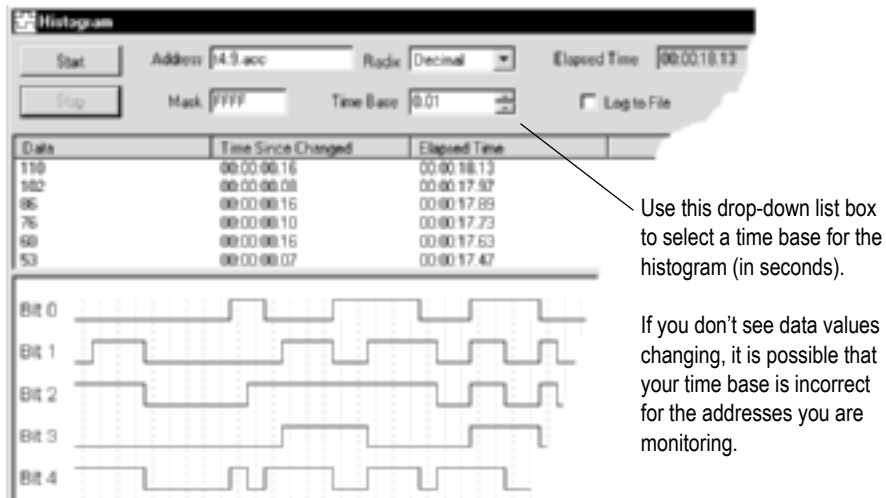 Histogram
Start Address t4:9.acc Radix Decimal Elapsed Time 00:00:18.13
Stop Mask FFFF Time Base 0.01 Log to File
Data Time Since Changed Elapsed Time
110 00:00:00.16 00:00:18.13
102 00:00:00.08 00:00:17.97
86 00:00:00.16 00:00:17.89
76 00:00:00.10 00:00:17.73
60 00:00:00.16 00:00:17.63
53 00:00:00.07 00:00:17.47
Use this drop-down list box
to select a time base for the
histogram (in seconds).
If you don't see data values
changing, it is possible that
your time base is incorrect
for the addresses you are
monitoring.
Bit 0
Bit 1
Bit 2
Bit 3
Bit 4